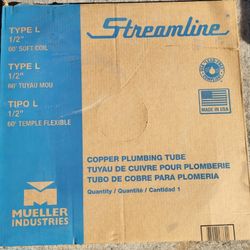 TYPE L
1/2"
60' SOFT COIL
TYPE L
1/2"
60' TUYAU MOU
TIPO L
1/2"
60' TEMPLE FLEXIBLE
Streamline
MADE IN USA
COPPER PLUMBING TUBE
TUYAU DE CUIVRE POUR PLOMBERIE
TUBO DE COBRE PARA PLOMERIA
Quantity / Quantité / Cantidad 1
MUELLER
INDUSTRIES